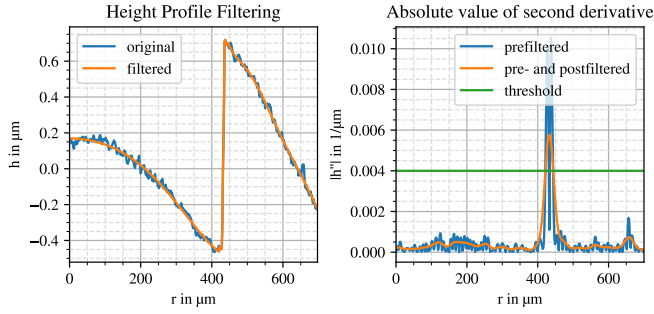 Height Profile Filtering
original
filtered
h in μm
0.6
0.4
0.2
0.0
−0.2
−0.4
0
200
400
600
r in μm
Absolute value of second derivative
prefiltered
pre- and postfiltered
threshold
|h''| in 1/μm
0.010
0.008
0.006
0.004
0.002
0.000
0
200
400
600
r in μm